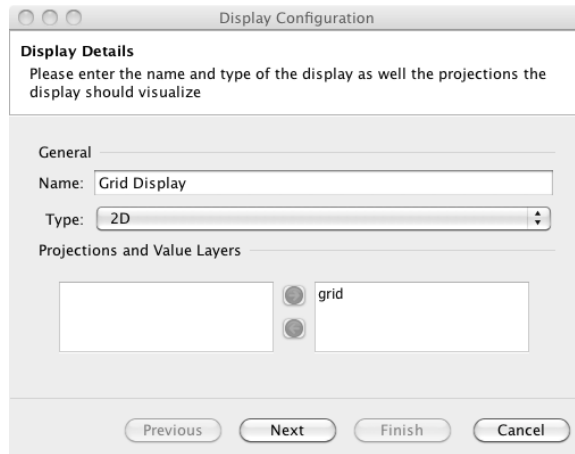 Display Configuration
Display Details
Please enter the name and type of the display as well the projections the
display should visualize
General
Name: Grid Display
Type: 2D
Projections and Value Layers
grid
Previous Next Finish Cancel